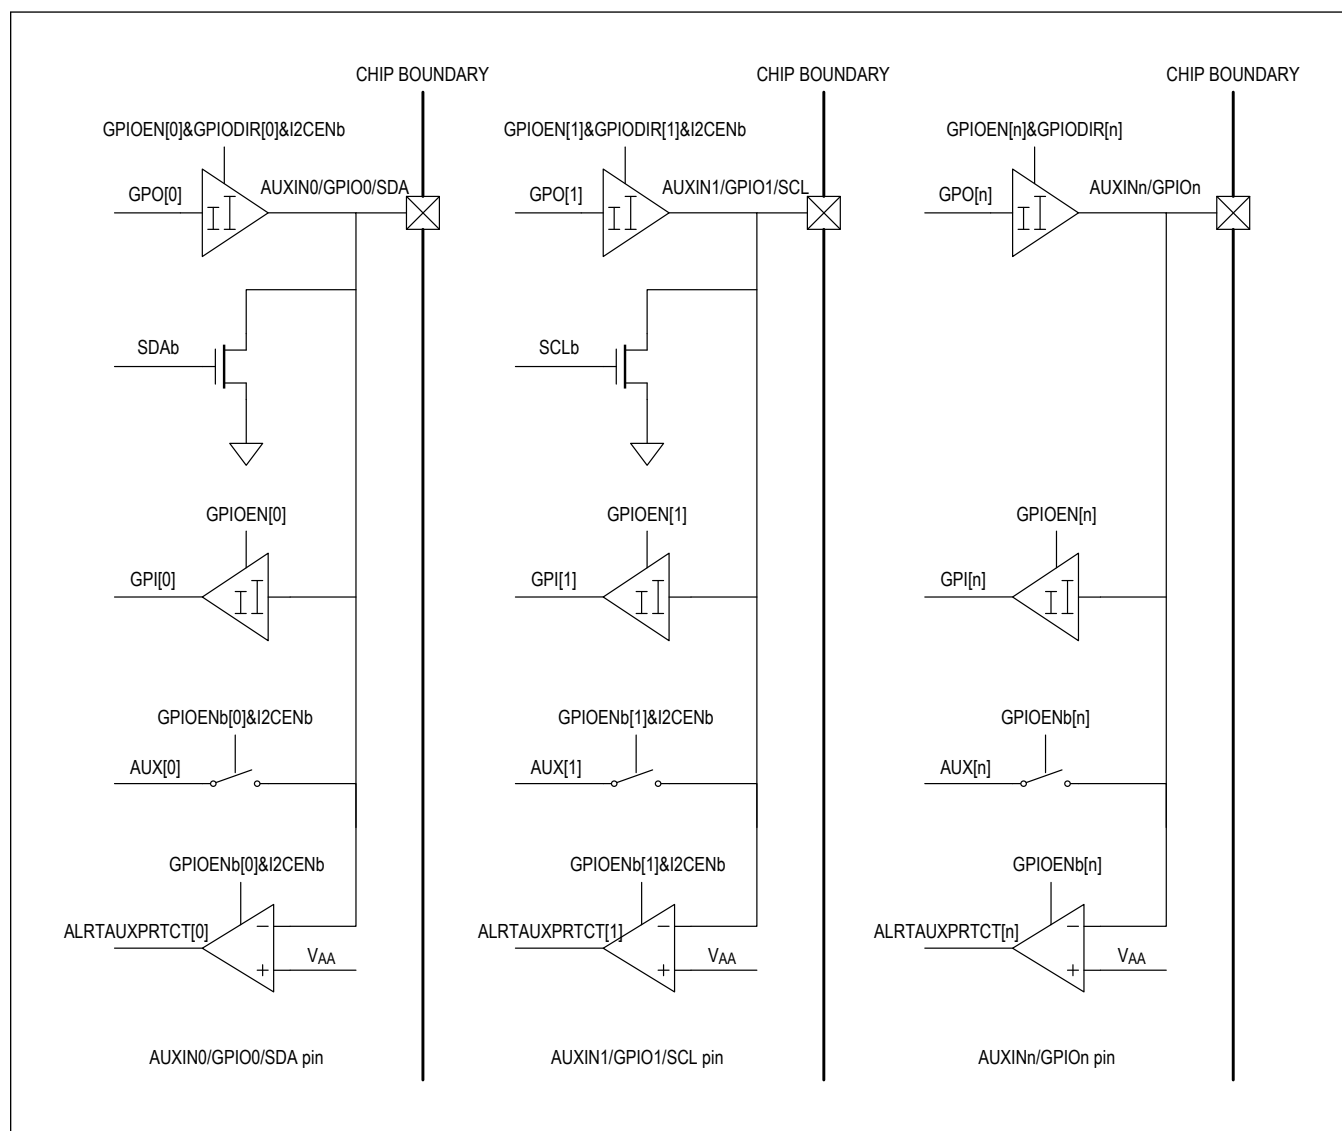 CHIP BOUNDARY
CHIP BOUNDARY
CHIP BOUNDARY
GPIOEN[0]&GPIODIR[0]&I2CENb
GPIOEN[1]&GPIODIR[1]&I2CENb
GPIOEN[n]&GPIODIR[n]
GPO[0]
AUXIN0/GPIO0/SDA
GPO[1]
AUXIN1/GPIO1/SCL
GPO[n]
AUXINn/GPIOn
SDAb
SCLb
GPIOEN[0]
GPIOEN[1]
GPIOEN[n]
GPI[0]
GPI[1]
GPI[n]
GPIOENb[0]&I2CENb
GPIOENb[1]&I2CENb
GPIOENb[n]
AUX[0]
AUX[1]
AUX[n]
GPIOENb[0]&I2CENb
GPIOENb[1]&I2CENb
GPIOENb[n]
ALRTAUXPRTCT[0]
−
ALRTAUXPRTCT[1]
−
ALRTAUXPRTCT[n]
−
+
VAA
+
VAA
+
VAA
AUXIN0/GPIO0/SDA pin
AUXIN1/GPIO1/SCL pin
AUXINn/GPIOn pin